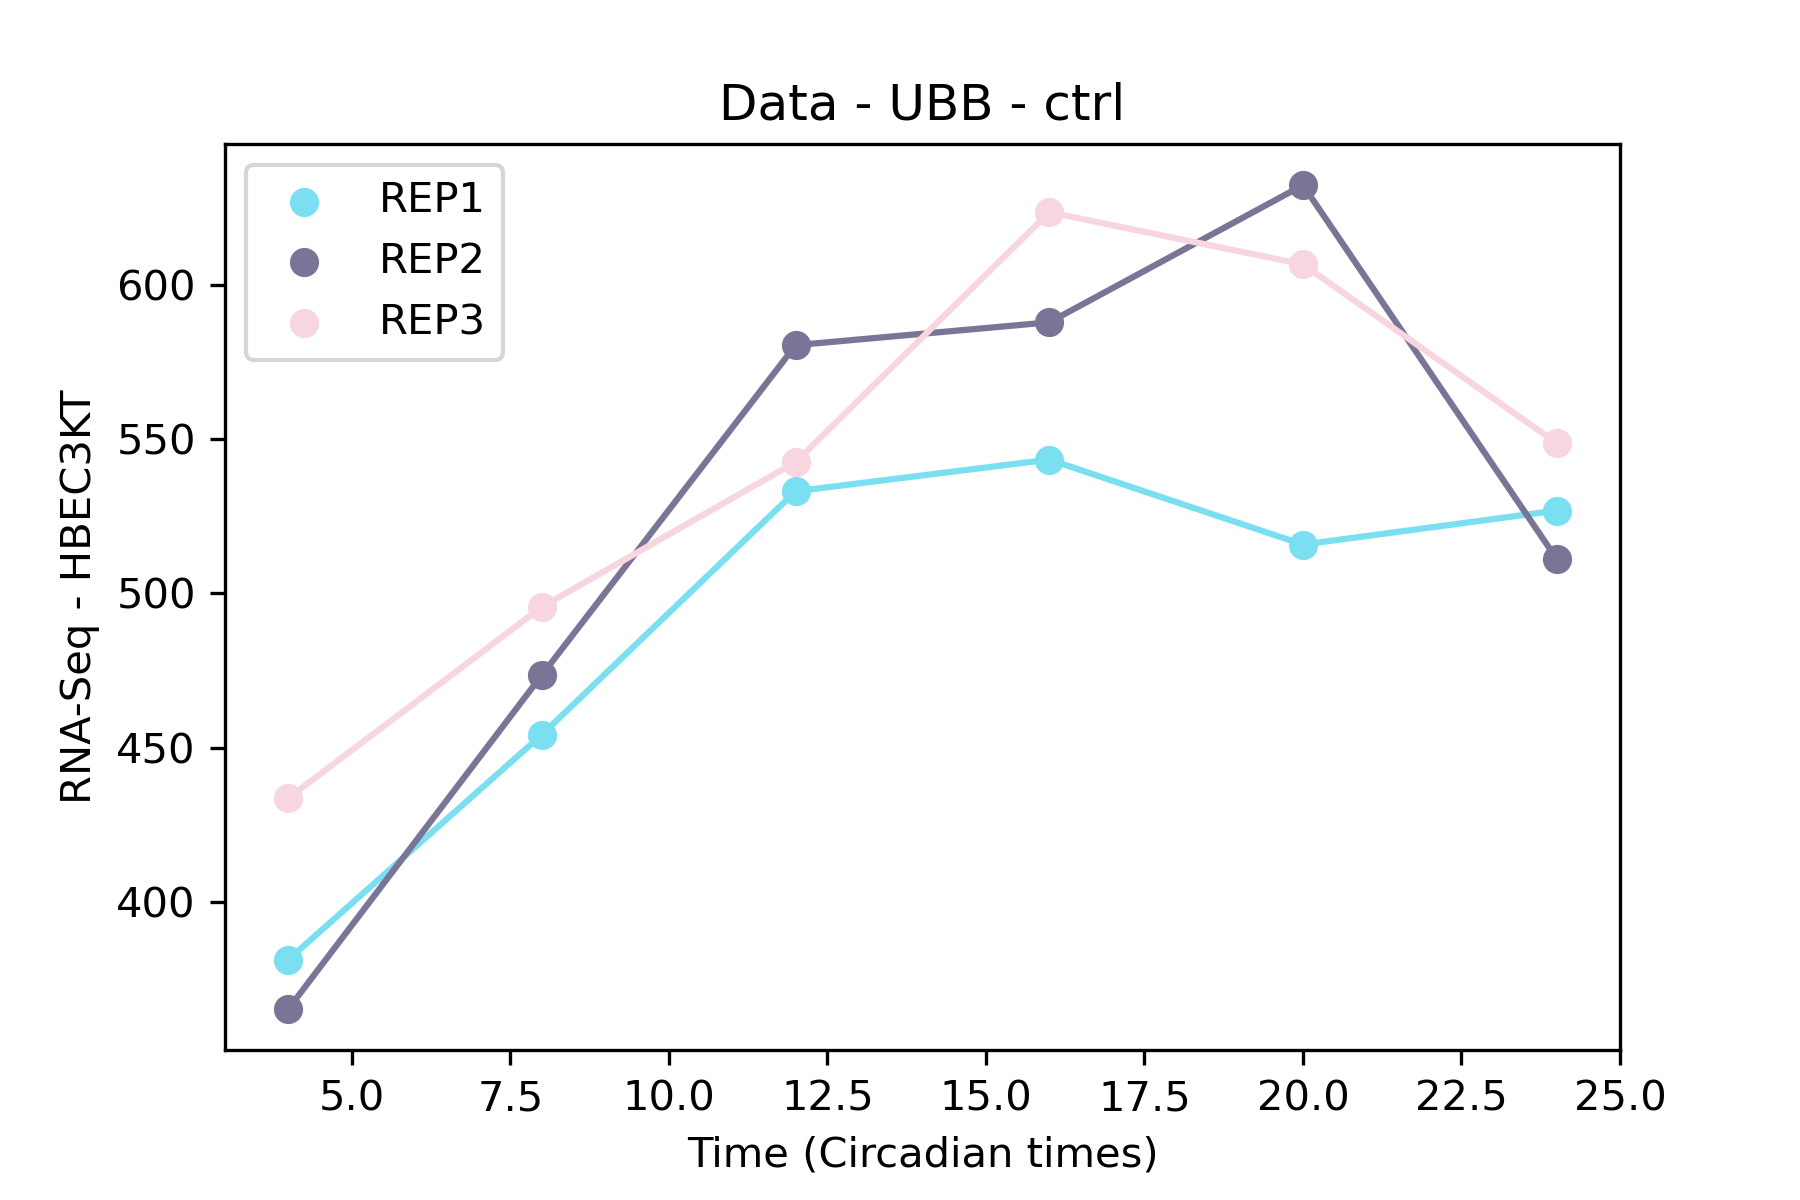 Data - UBB - ctrl
REP1
REP2
REP3
RNA-Seq - HBEC3KT
600
550
500
450
400
5.0 7.5 10.0 12.5 15.0 17.5 20.0 22.5 25.0
Time (Circadian times)